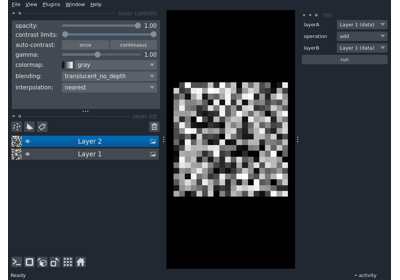 File View Plugins Window Help
layer controls
opacity: 1.00
contrast limits:
auto-contrast: once continuous
gamma: 1.00
colormap: gray
blending: translucent_no_depth
interpolation: nearest
layer list
Layer 2
Layer 1
layerA Layer 1 (data)
operation add
layerB Layer 1 (data)
run
Ready
activity